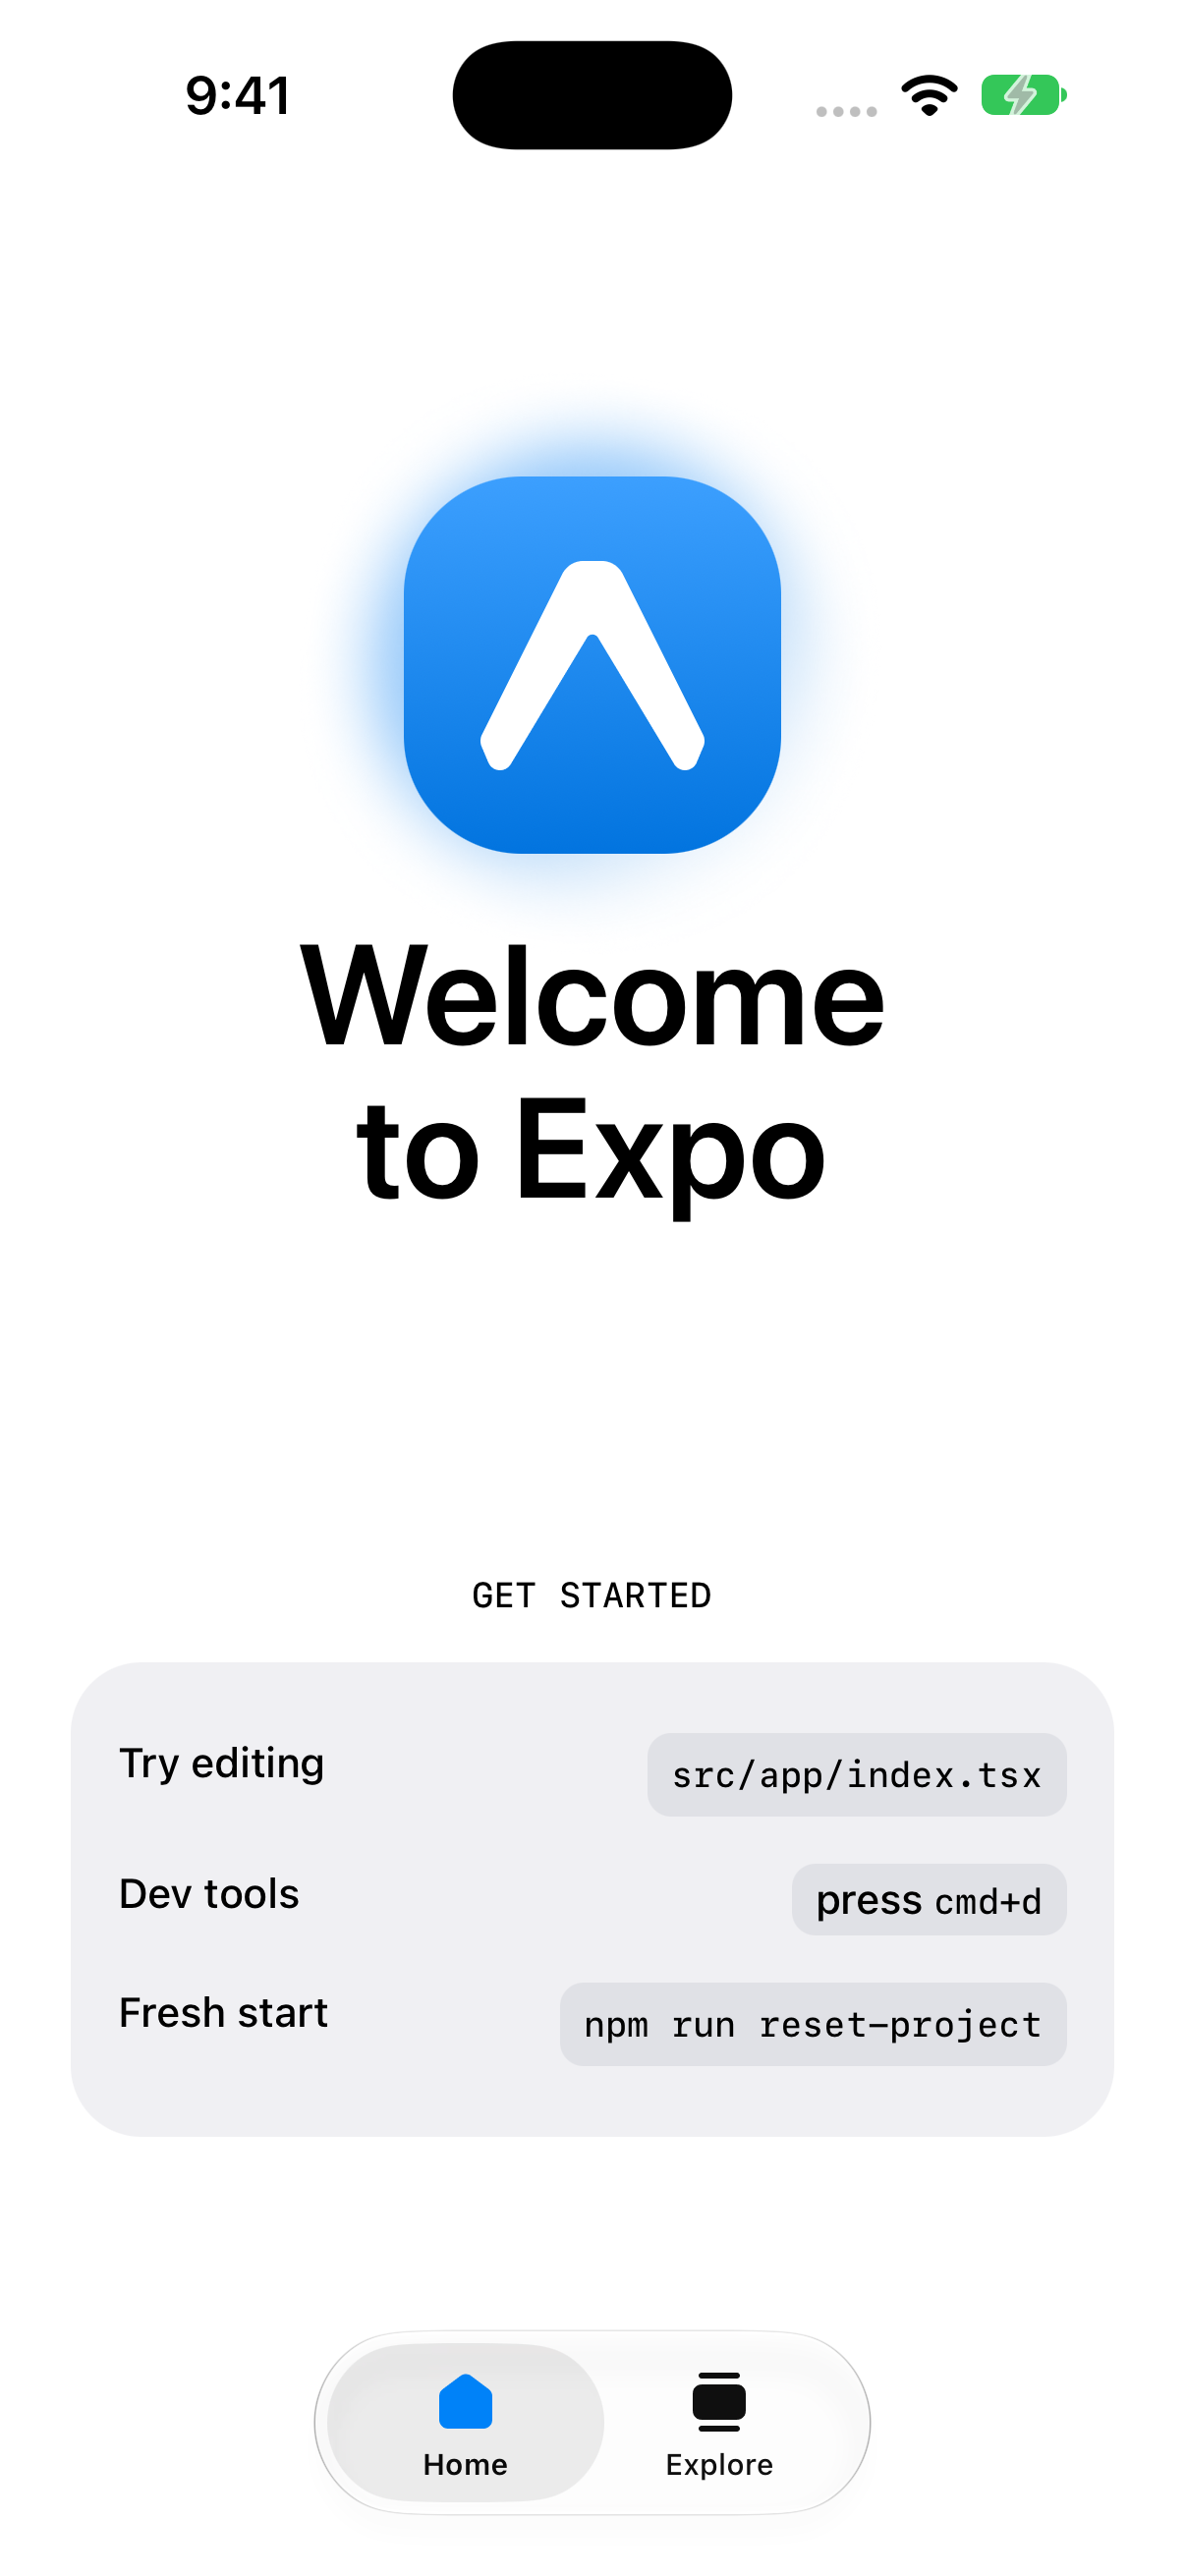 9:41
Welcome
to Expo
GET STARTED
Try editing src/app/index.tsx
Dev tools press cmd+d
Fresh start npm run reset-project
Home Explore